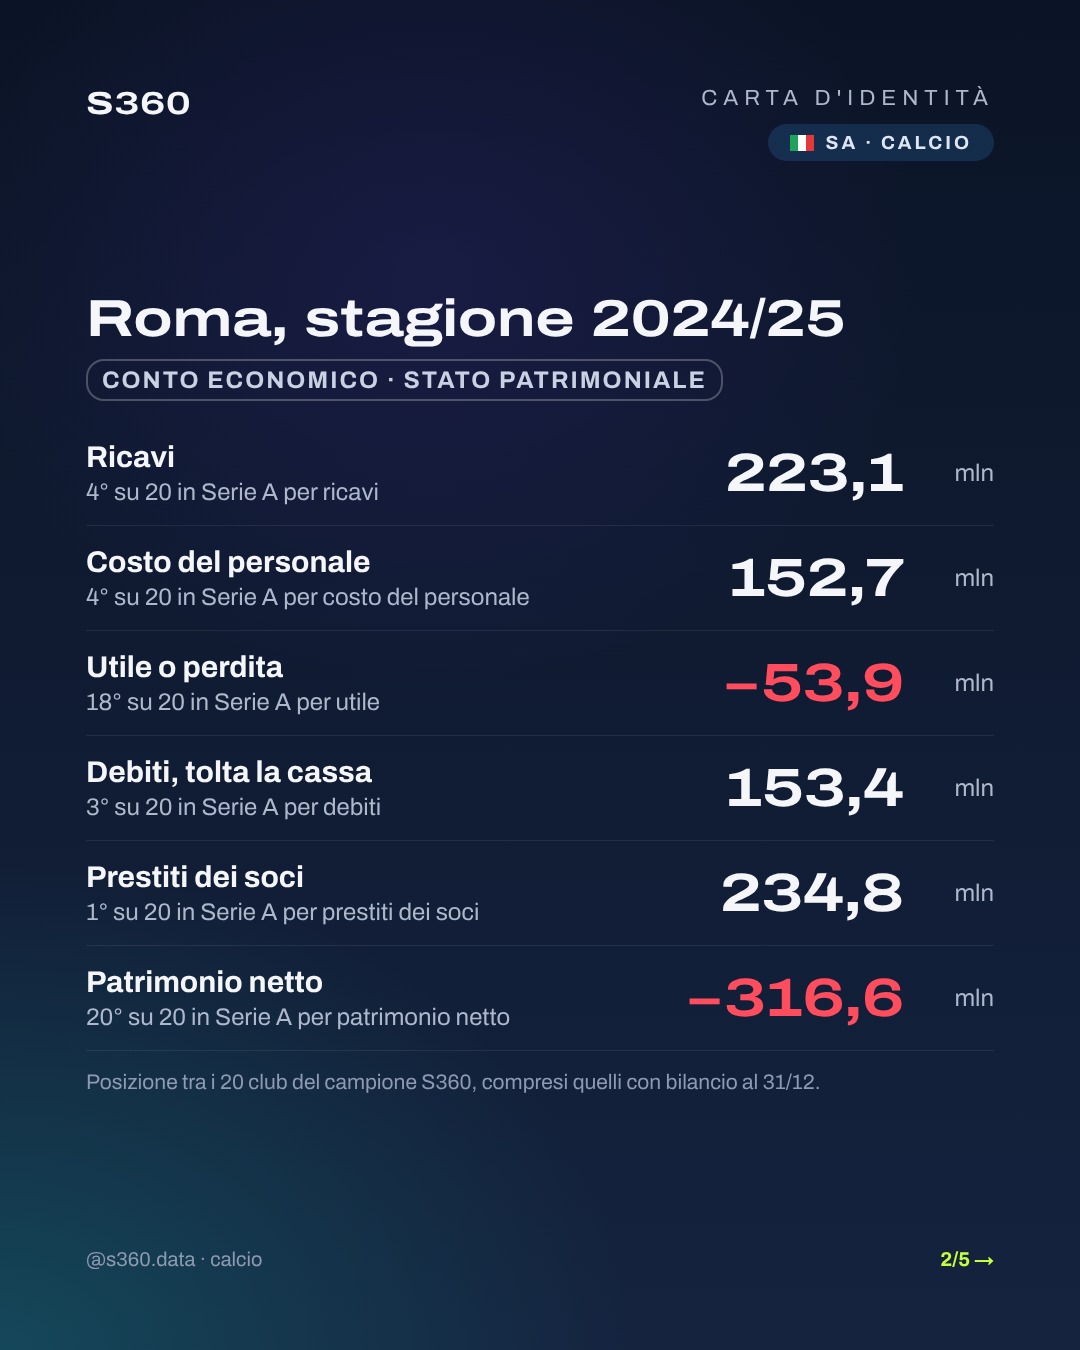 S360
CARTA D'IDENTITÀ
SA · CALCIO
Roma, stagione 2024/25
CONTO ECONOMICO · STATO PATRIMONIALE
Ricavi
4° su 20 in Serie A per ricavi
223,1 mln
Costo del personale
4° su 20 in Serie A per costo del personale
152,7 mln
Utile o perdita
18° su 20 in Serie A per utile
−53,9 mln
Debiti, tolta la cassa
3° su 20 in Serie A per debiti
153,4 mln
Prestiti dei soci
1° su 20 in Serie A per prestiti dei soci
234,8 mln
Patrimonio netto
20° su 20 in Serie A per patrimonio netto
−316,6 mln
Posizione tra i 20 club del campione S360, compresi quelli con bilancio al 31/12.
@s360.data · calcio
2/5 →